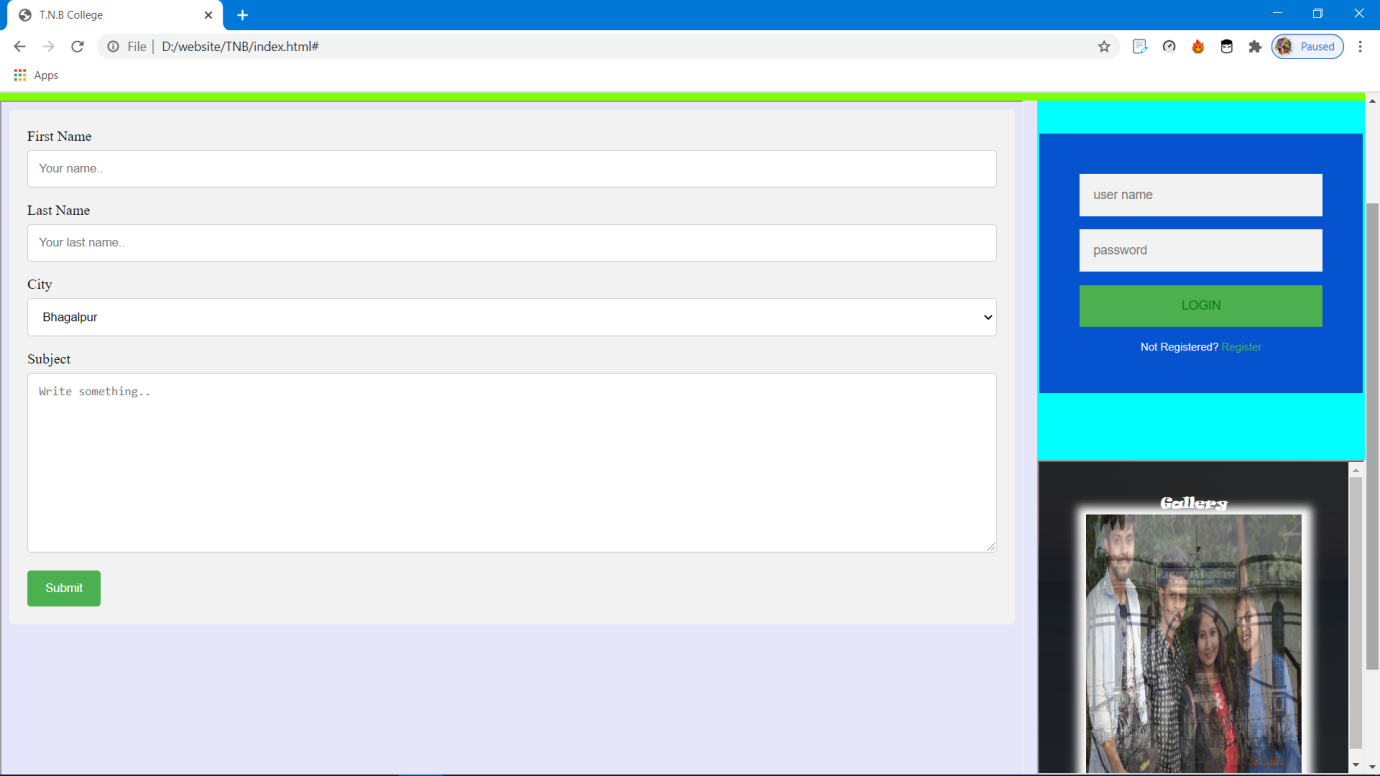 T.N.B College
File
D:/website/TNB/index.html#
Paused
Apps
First Name
Your name..
Last Name
Your last name..
City
Bhagalpur
Subject
Write something..
Submit
user name
password
LOGIN
Not Registered? Register
Gallery